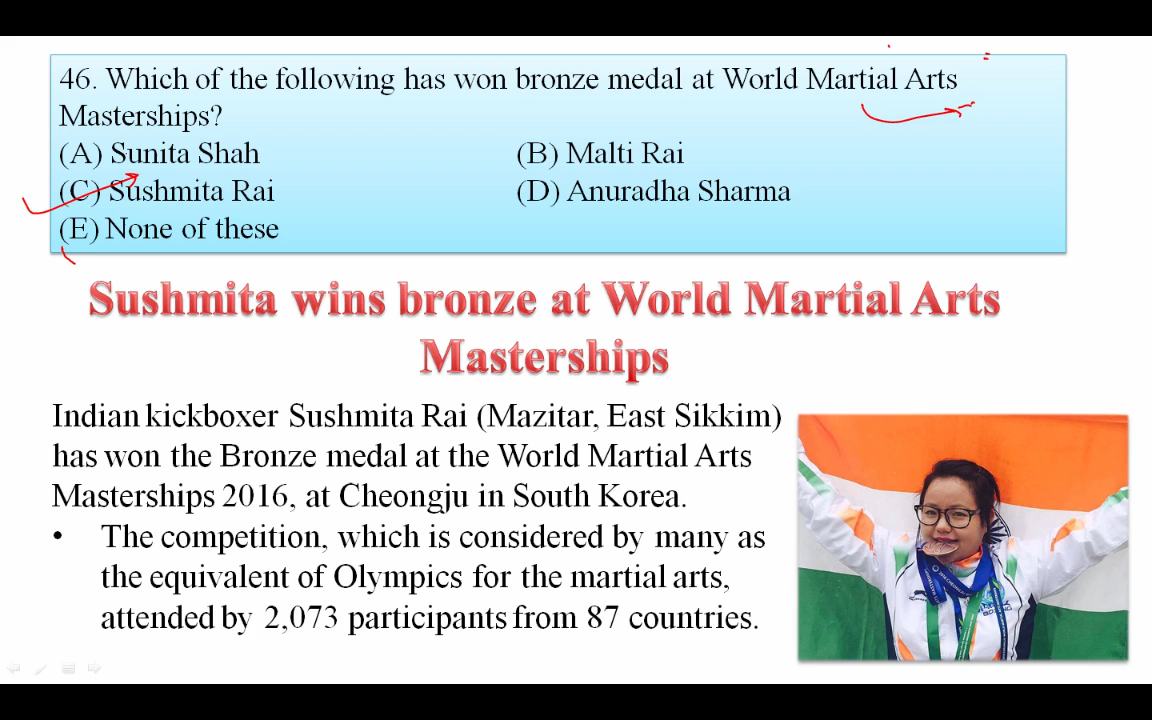 46. Which of the following has won bronze medal at World Martial Arts
Masterships?
(A) Sunita Shah (B) Malti Rai
(C) Sushmita Rai (D) Anuradha Sharma
(E) None of these
Sushmita wins bronze at World Martial Arts
Masterships
Indian kickboxer Sushmita Rai (Mazitar, East Sikkim)
has won the Bronze medal at the World Martial Arts
Masterships 2016, at Cheongju in South Korea.
• The competition, which is considered by many as
the equivalent of Olympics for the martial arts,
attended by 2,073 participants from 87 countries.